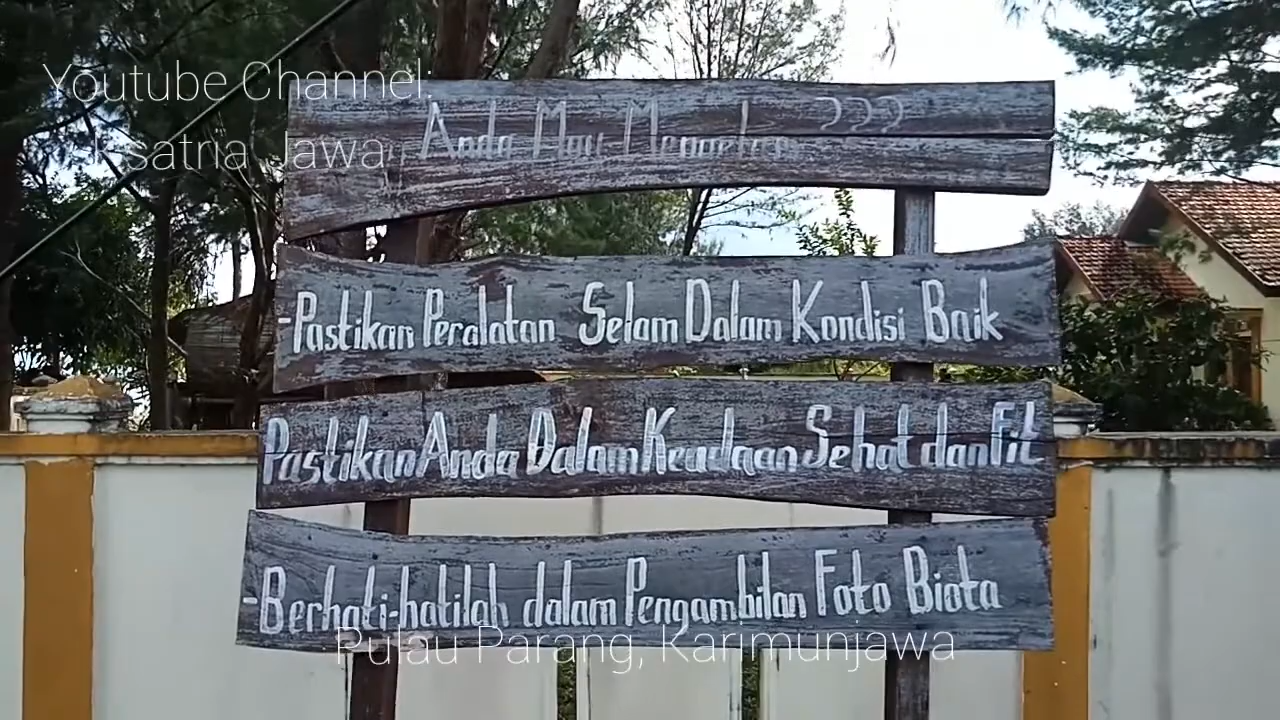 Youtube Channel:
Ksatria Jawa
Anda Mau Menyelam ???
-Pastikan Peralatan Selam Dalam Kondisi Baik
Pastikan Anda Dalam Keadaan Sehat dan Fit
-Berhati-hatilah dalam Pengambilan Foto Biota
Pulau Parang, Karimunjawa